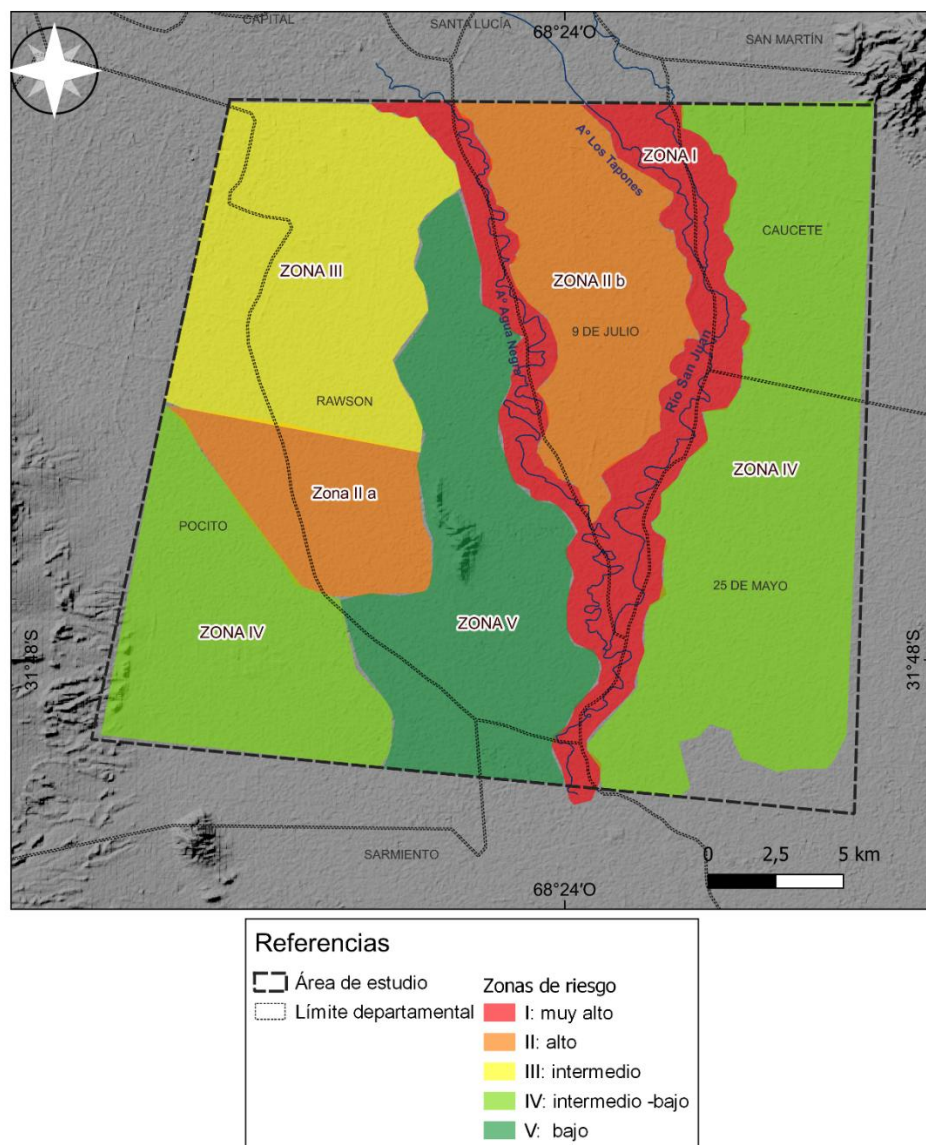 CAPITAL
SANTA LUCÍA
68°24′O
SAN MARTÍN
ZONA I
Aº Los Tapones
CAUCETE
ZONA III
ZONA II b
Aº Agua Negra
9 DE JULIO
Río San Juan
RAWSON
Zona II a
ZONA IV
POCITO
25 DE MAYO
ZONA IV
ZONA V
31°48′S
31°48′S
SARMIENTO
0 2,5 5 km
68°24′O
Referencias
Área de estudio
Límite departamental
Zonas de riesgo
I: muy alto
II: alto
III: intermedio
IV: intermedio -bajo
V: bajo